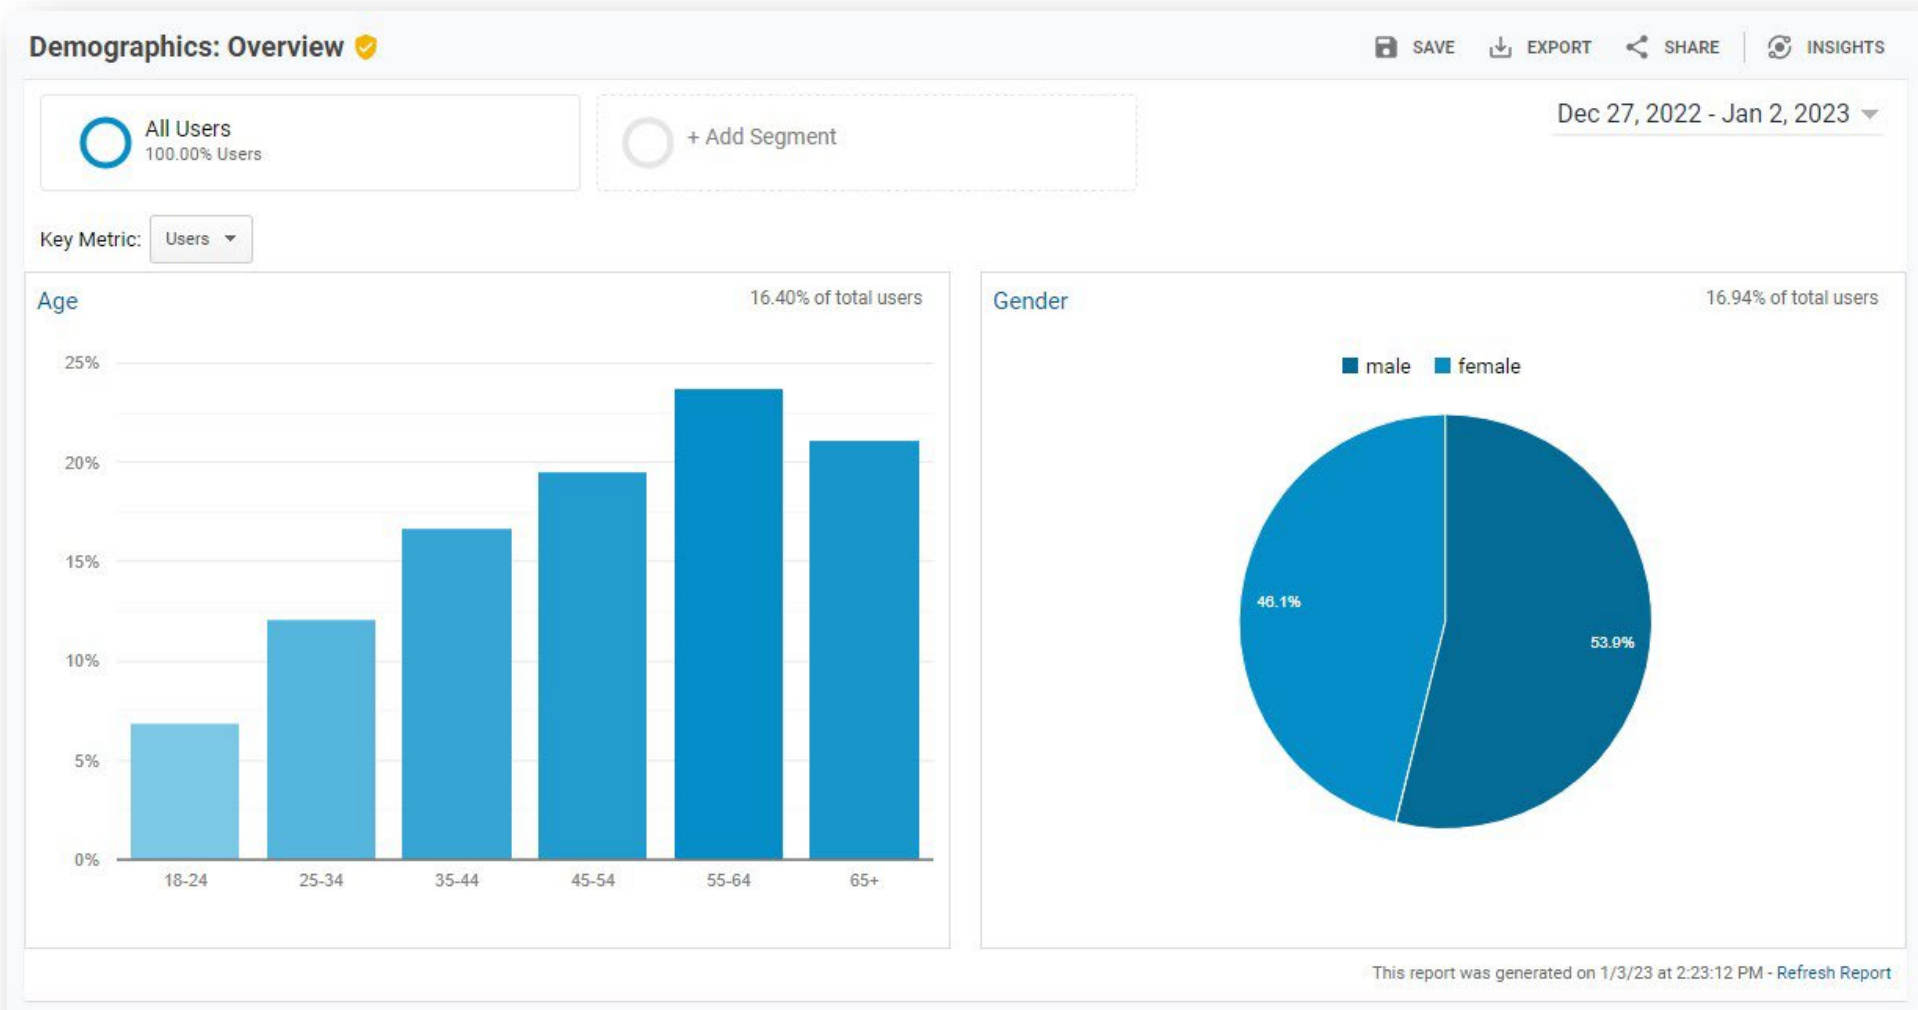 Demographics: Overview
SAVE EXPORT SHARE INSIGHTS
All Users
100.00% Users
+ Add Segment
Dec 27, 2022 - Jan 2, 2023
Key Metric: Users
Age
16.40% of total users
25%
20%
15%
10%
5%
0%
18-24 25-34 35-44 45-54 55-64 65+
Gender
16.94% of total users
male female
46.1%
53.9%
This report was generated on 1/3/23 at 2:23:12 PM - Refresh Report